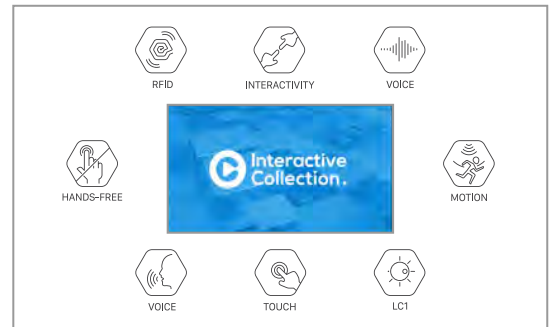 RFID
INTERACTIVITY
VOICE
Interactive
Collection.
HANDS-FREE
MOTION
VOICE
TOUCH
LC1